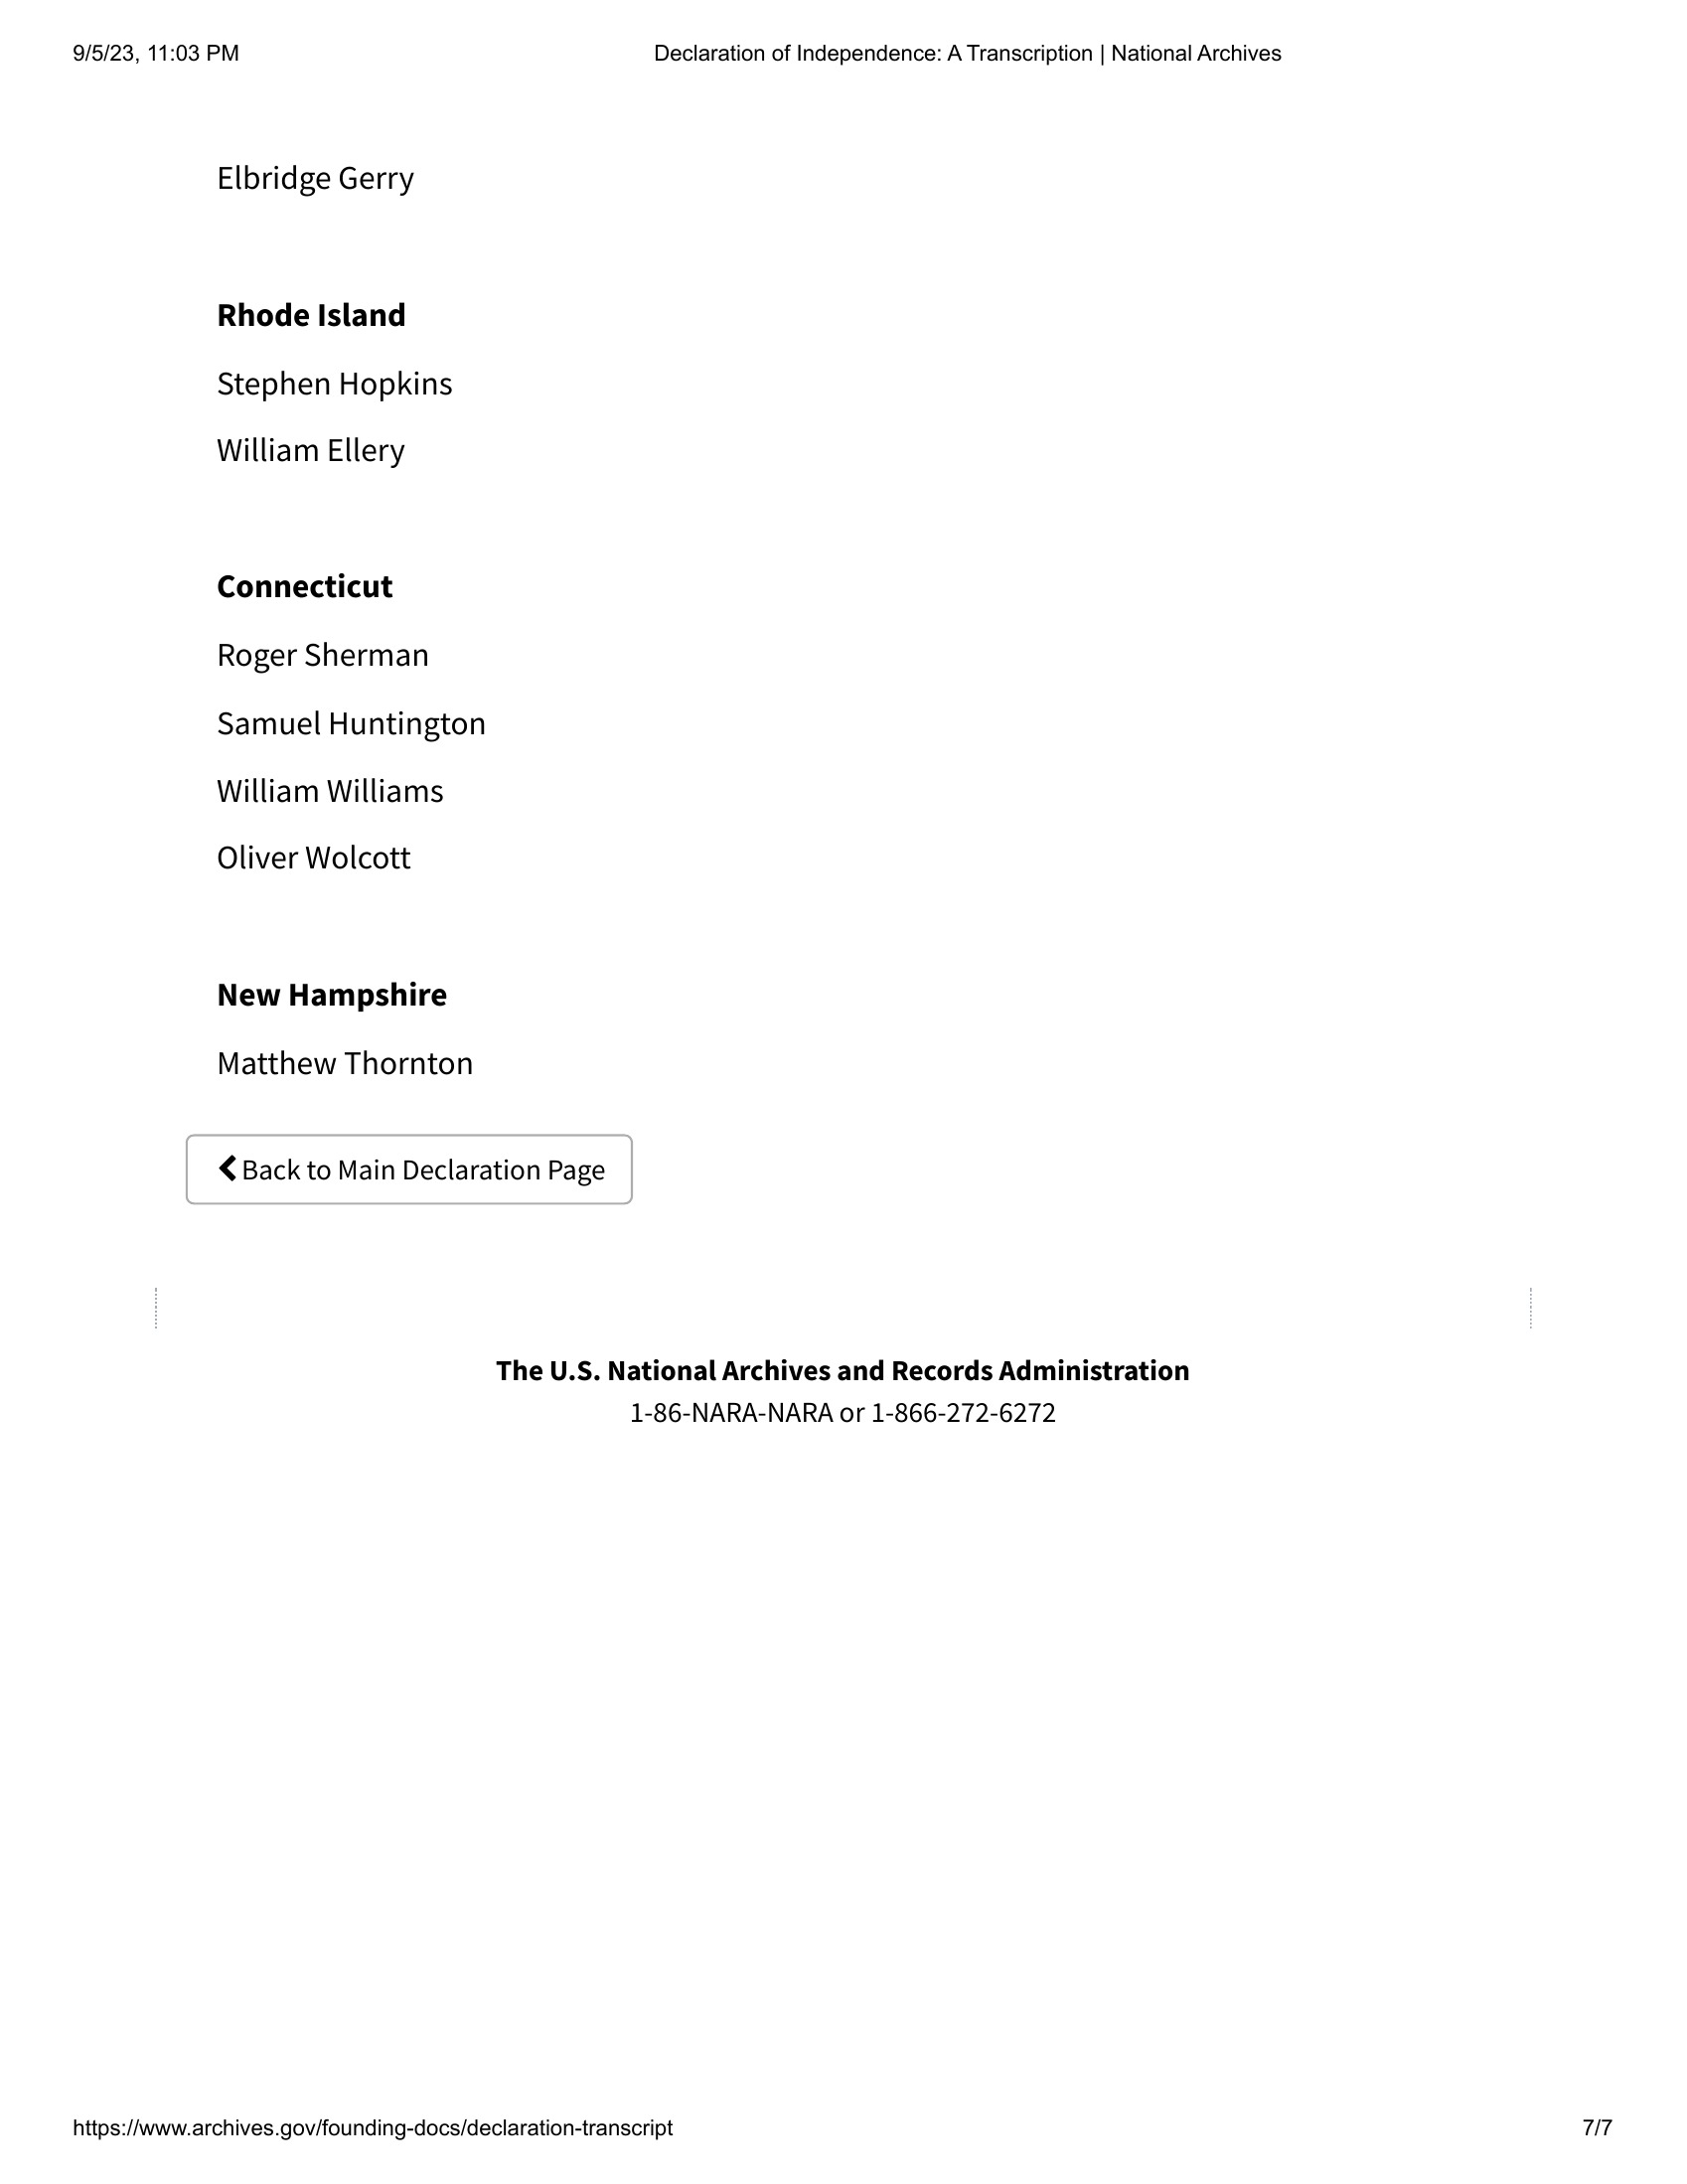 9/5/23, 11:03 PM
Declaration of Independence: A Transcription | National Archives
Elbridge Gerry
Rhode Island
Stephen Hopkins
William Ellery
Connecticut
Roger Sherman
Samuel Huntington
William Williams
Oliver Wolcott
New Hampshire
Matthew Thornton
Back to Main Declaration Page
The U.S. National Archives and Records Administration
1-86-NARA-NARA or 1-866-272-6272
https://www.archives.gov/founding-docs/declaration-transcript
7/7